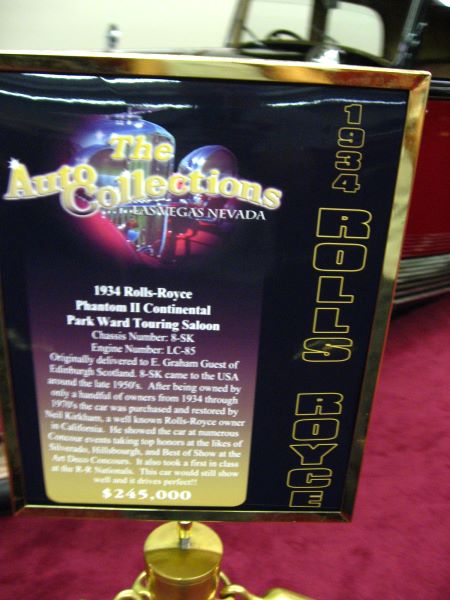 The
Auto Collections
LAS VEGAS NEVADA
1934 Rolls-Royce
Phantom II Continental
Park Ward Touring Saloon
Chassis Number: 8-SK
Engine Number: LC-85
Originally delivered to E. Graham Guest of
Edinburgh Scotland. 8-SK came to the USA
around the late 1950's. After being owned by
only a handful of owners from 1934 through
1970's the car was purchased and restored by
Neil Kirkham, a well known Rolls-Royce owner
in California. He showed the car at numerous
Concour events taking top honors at the likes of
Silverado, Hillsbourgh, and Best of Show at the
Art Deco Concours. It also took a first in class
at the R-R Nationals. This car would still show
well and it drives perfect!!
$245,000
1934 ROLLS ROYCE